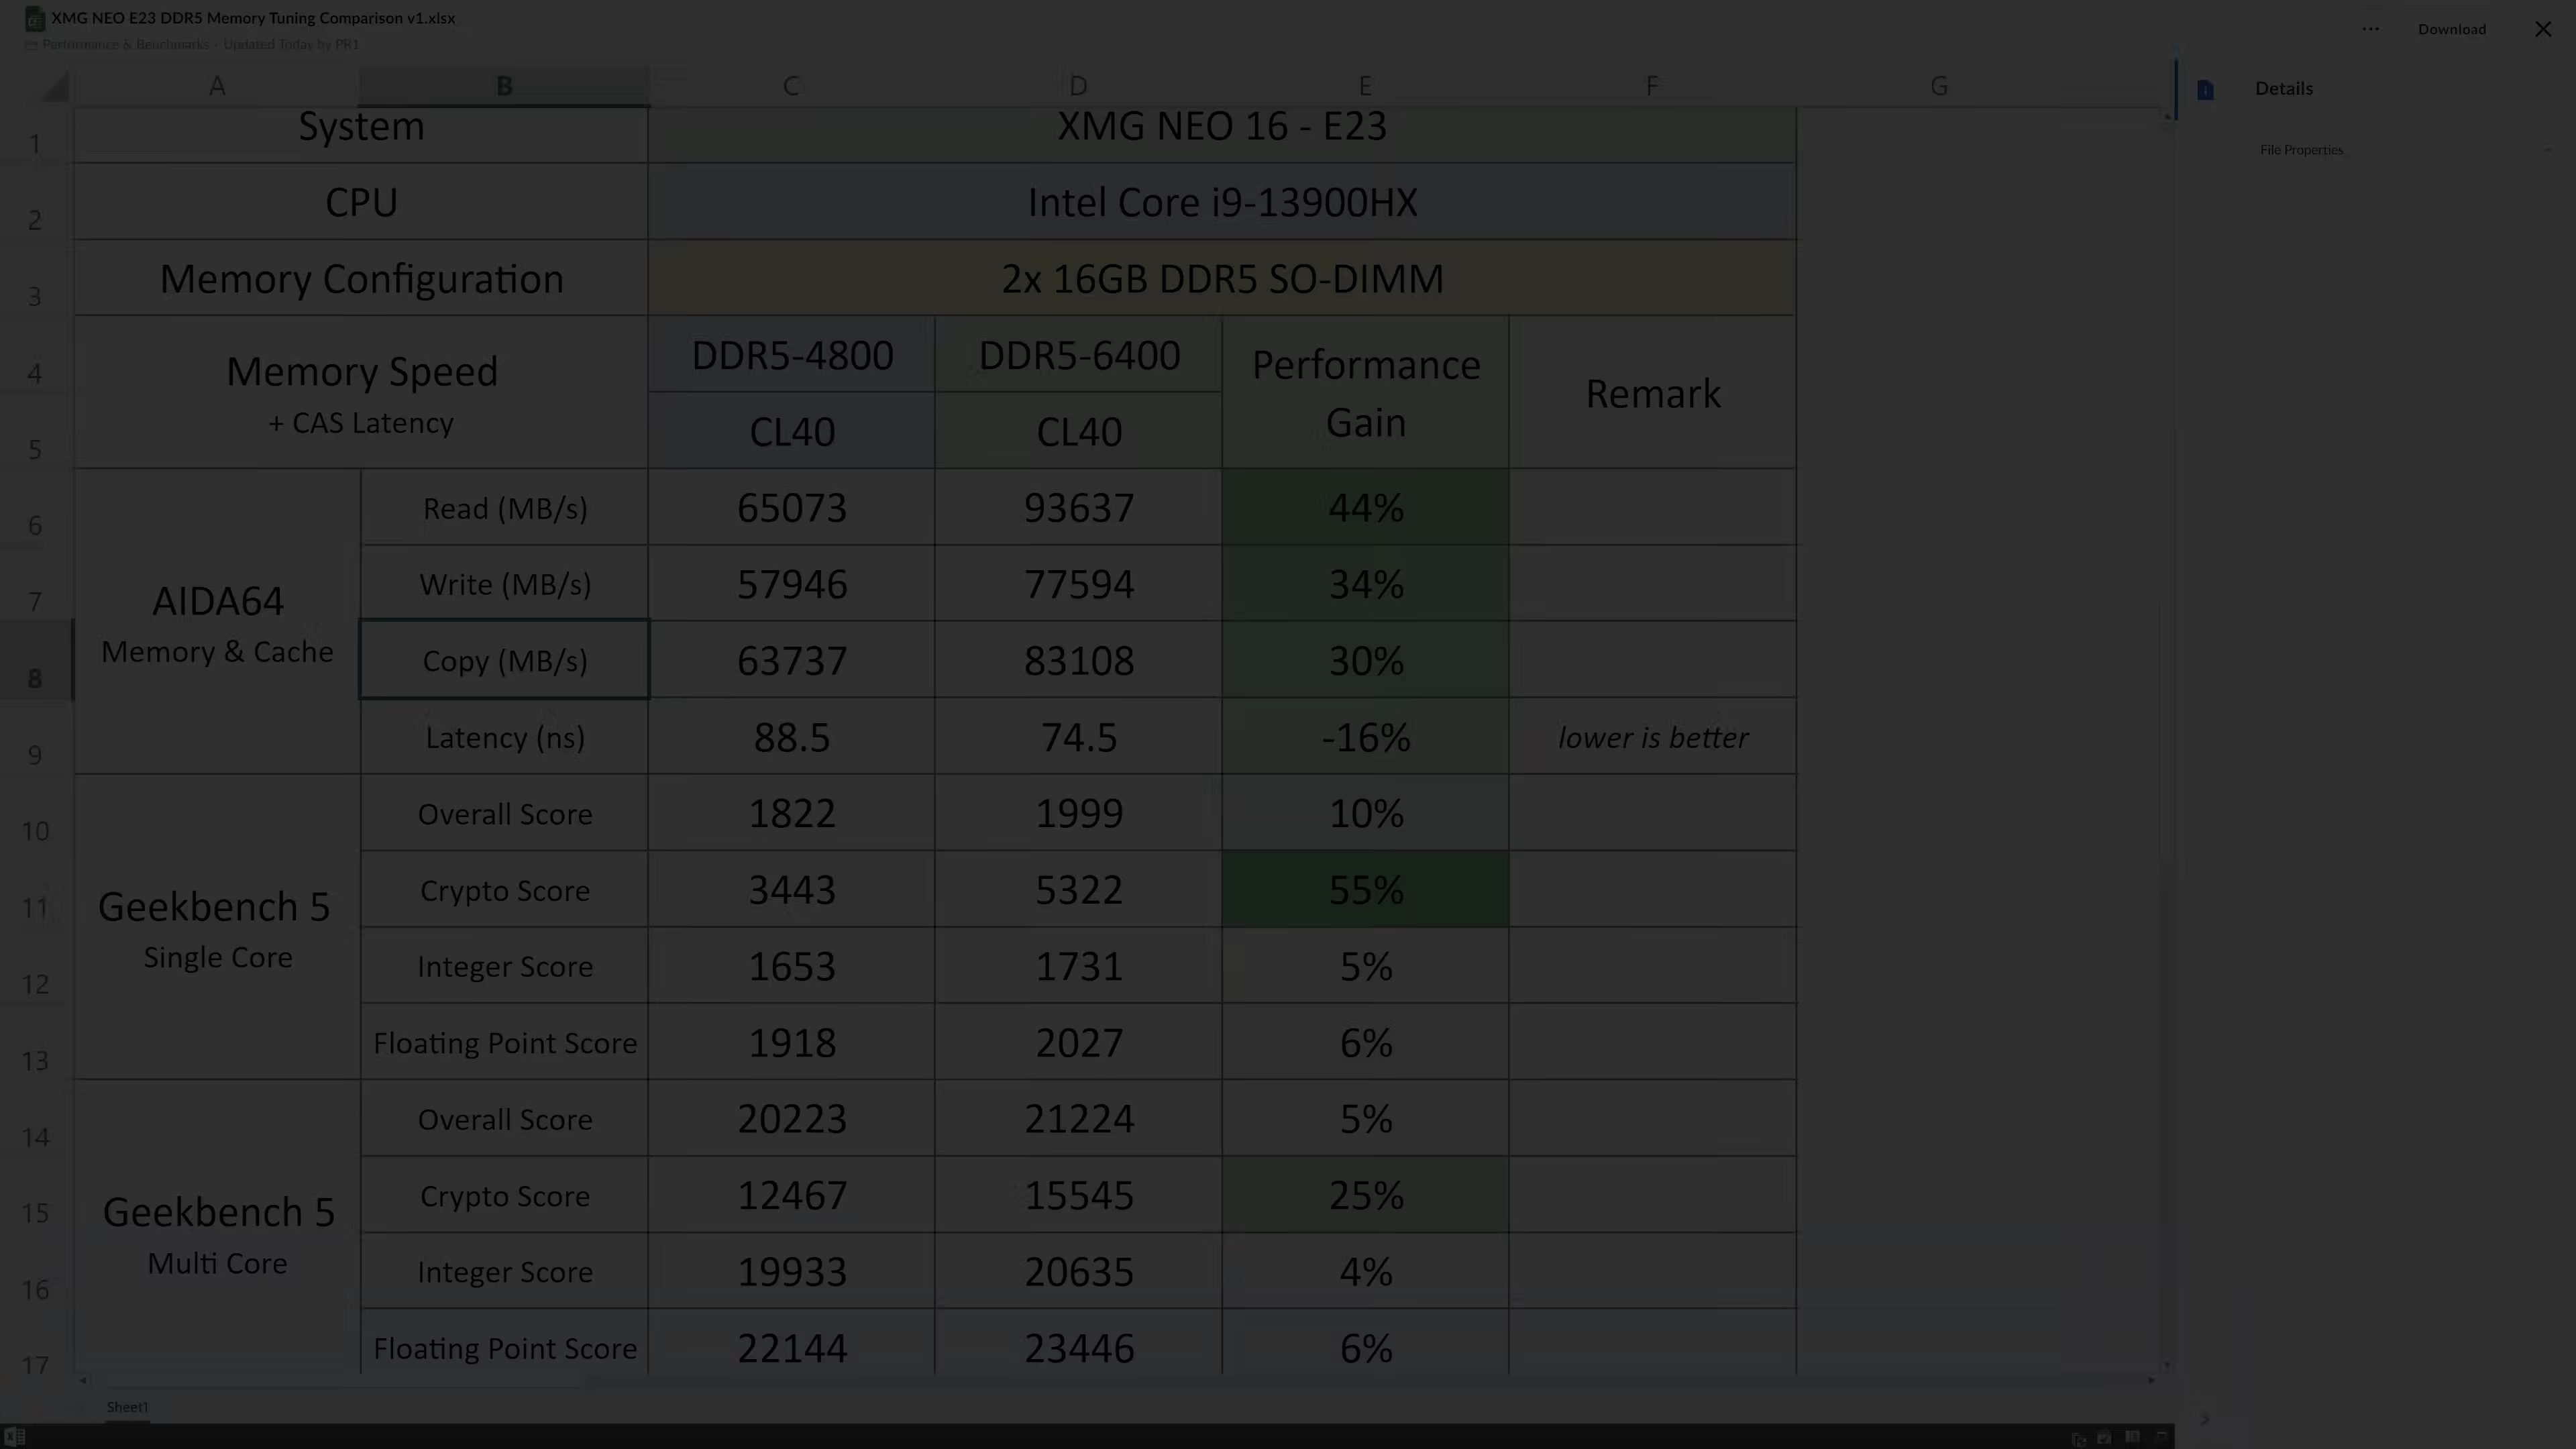 XMG NEO E23 DDR5 Memory Tuning Comparison v1.xlsx
Performance & Benchmarks - Updated Today by PR1
... Download
Details
File Properties
A B C D E F G
1 System XMG NEO 16 - E23
2 CPU Intel Core i9-13900HX
3 Memory Configuration 2x 16GB DDR5 SO-DIMM
4 Memory Speed DDR5-4800 DDR5-6400 Performance Gain Remark
5 + CAS Latency CL40 CL40
AIDA64
Memory & Cache
6 Read (MB/s) 65073 93637 44%
7 Write (MB/s) 57946 77594 34%
8 Copy (MB/s) 63737 83108 30%
9 Latency (ns) 88.5 74.5 -16% lower is better
Geekbench 5
Single Core
10 Overall Score 1822 1999 10%
11 Crypto Score 3443 5322 55%
12 Integer Score 1653 1731 5%
13 Floating Point Score 1918 2027 6%
Geekbench 5
Multi Core
14 Overall Score 20223 21224 5%
15 Crypto Score 12467 15545 25%
16 Integer Score 19933 20635 4%
17 Floating Point Score 22144 23446 6%
Sheet1